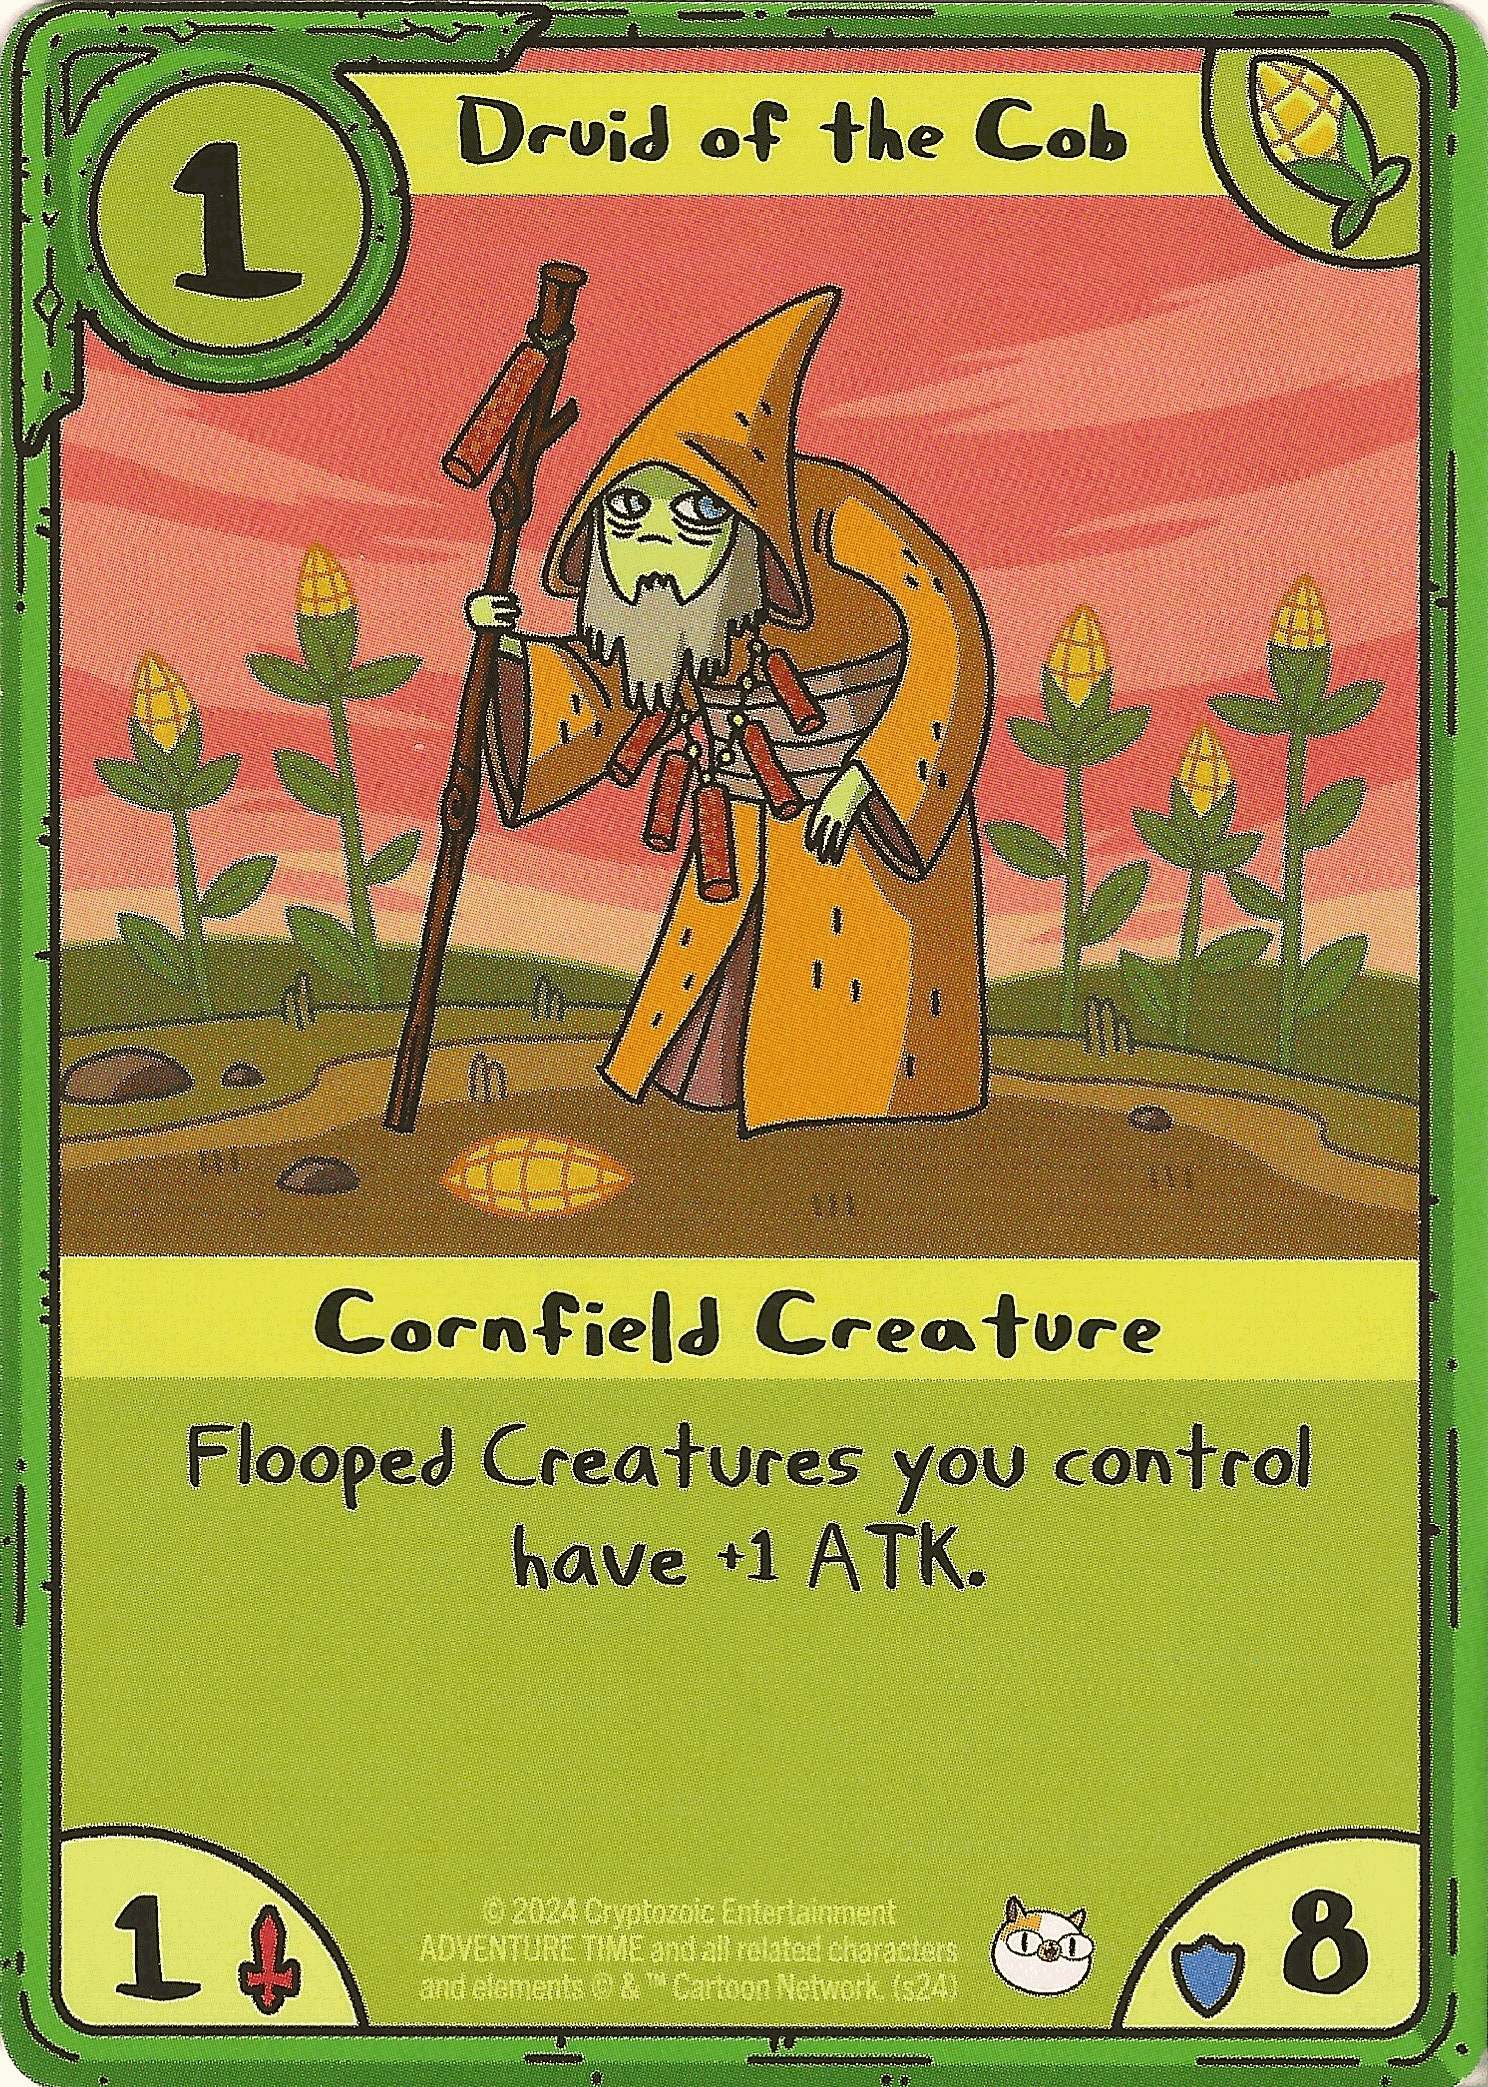 1
Druid of the Cob
Cornfield Creature
Flooped Creatures you control
have +1 ATK.
1
© 2024 Cryptozoic Entertainment
ADVENTURE TIME and all related characters
and elements © & ™ Cartoon Network. (s24)
8